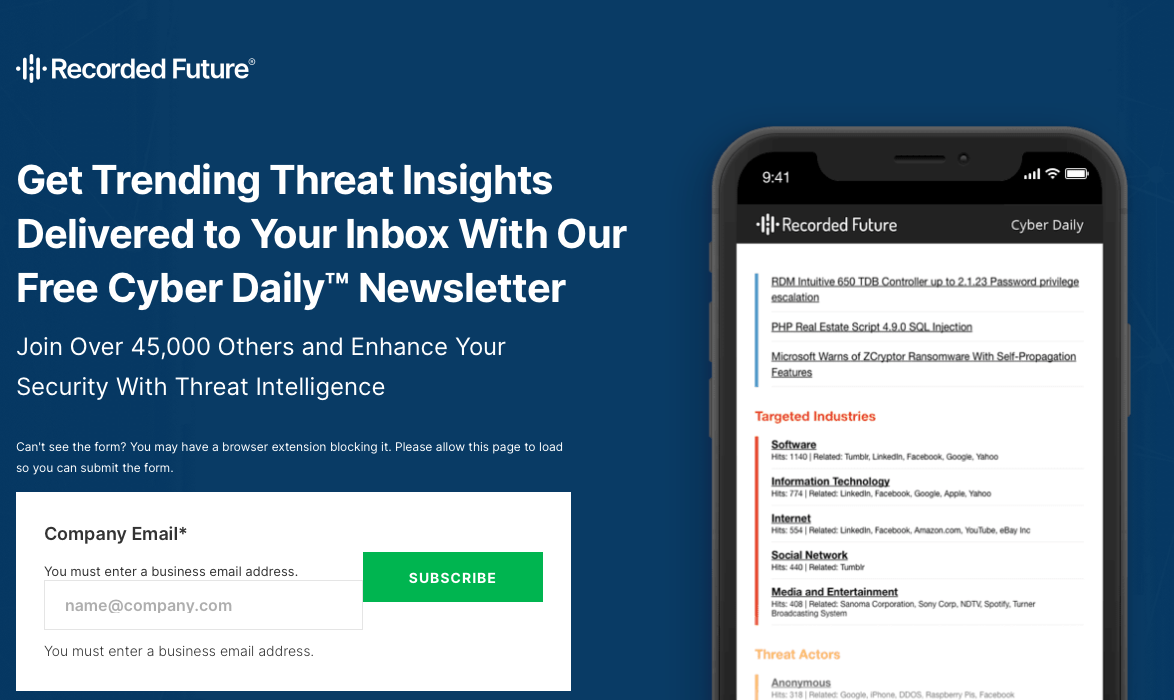 Recorded Future®
Get Trending Threat Insights
Delivered to Your Inbox With Our
Free Cyber Daily™ Newsletter
Join Over 45,000 Others and Enhance Your
Security With Threat Intelligence
Can't see the form? You may have a browser extension blocking it. Please allow this page to load
so you can submit the form.
Company Email*
You must enter a business email address.
name@company.com
SUBSCRIBE
You must enter a business email address.
9:41
Recorded Future
Cyber Daily
RDM Intuitive 650 TDB Controller up to 2.1.23 Password privilege
escalation
PHP Real Estate Script 4.9.0 SQL Injection
Microsoft Warns of ZCryptor Ransomware With Self-Propagation
Features
Targeted Industries
Software
Hits: 1140 | Related: Tumblr, LinkedIn, Facebook, Google, Yahoo
Information Technology
Hits: 774 | Related: LinkedIn, Facebook, Google, Apple, Yahoo
Internet
Hits: 554 | Related: LinkedIn, Facebook, Amazon.com, YouTube, eBay Inc
Social Network
Hits: 440 | Related: Tumblr
Media and Entertainment
Hits: 408 | Related: Sanoma Corporation, Sony Corp, NDTV, Spotify, Turner
Broadcasting System
Threat Actors
Anonymous
Hits: 318 | Related: Google, iPhone, DDOS, Raspberry Pis, Facebook